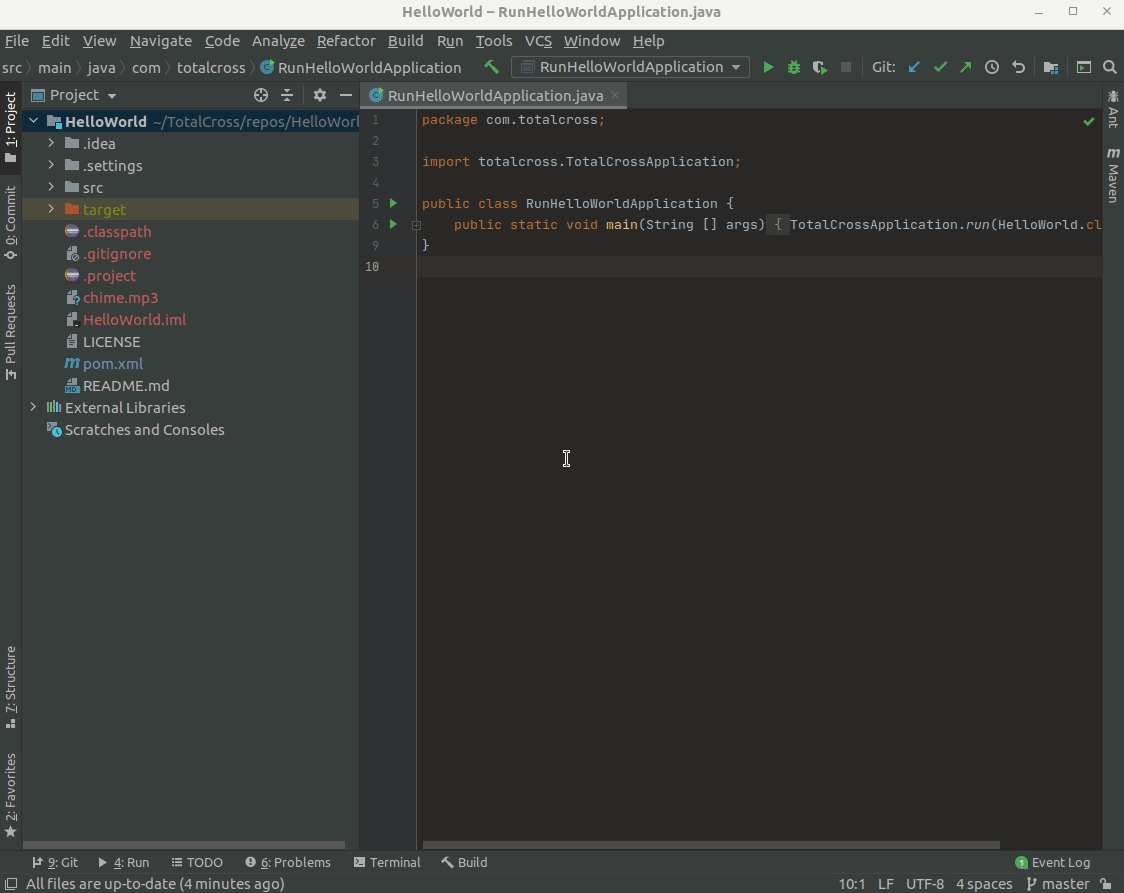 HelloWorld – RunHelloWorldApplication.java
File Edit View Navigate Code Analyze Refactor Build Run Tools VCS Window Help
src main java com totalcross RunHelloWorldApplication RunHelloWorldApplication Git:
1: Project
0: Commit
Pull Requests
7: Structure
2: Favorites
Project
HelloWorld ~/TotalCross/repos/HelloWorl
.idea
.settings
src
target
.classpath
.gitignore
.project
chime.mp3
HelloWorld.iml
LICENSE
m pom.xml
README.md
External Libraries
Scratches and Consoles
RunHelloWorldApplication.java
1 package com.totalcross;
2
3 import totalcross.TotalCrossApplication;
4
5 public class RunHelloWorldApplication {
6 public static void main(String [] args) { TotalCrossApplication.run(HelloWorld.cl
9 }
10
Ant
m Maven
9: Git 4: Run TODO 6: Problems Terminal Build 1 Event Log
All files are up-to-date (4 minutes ago) 10:1 LF UTF-8 4 spaces master